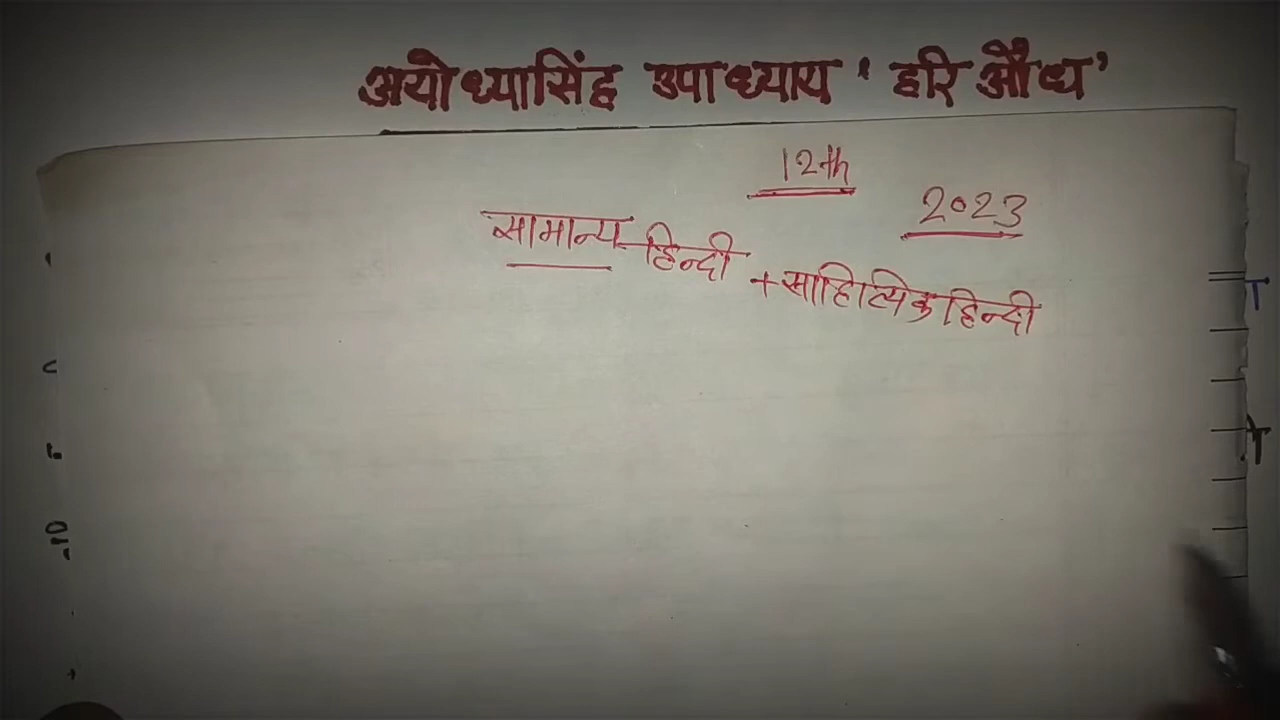 अयोध्यासिंह उपाध्याय ' हरि औध'
12th
2023
सामान्य हिन्दी + साहित्यिक हिन्दी